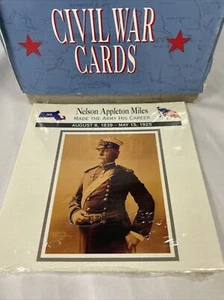 CIVIL WAR
CARDS
Nelson Appleton Miles
MADE THE ARMY HIS CAREER
AUGUST 8, 1839 – MAY 15, 1925